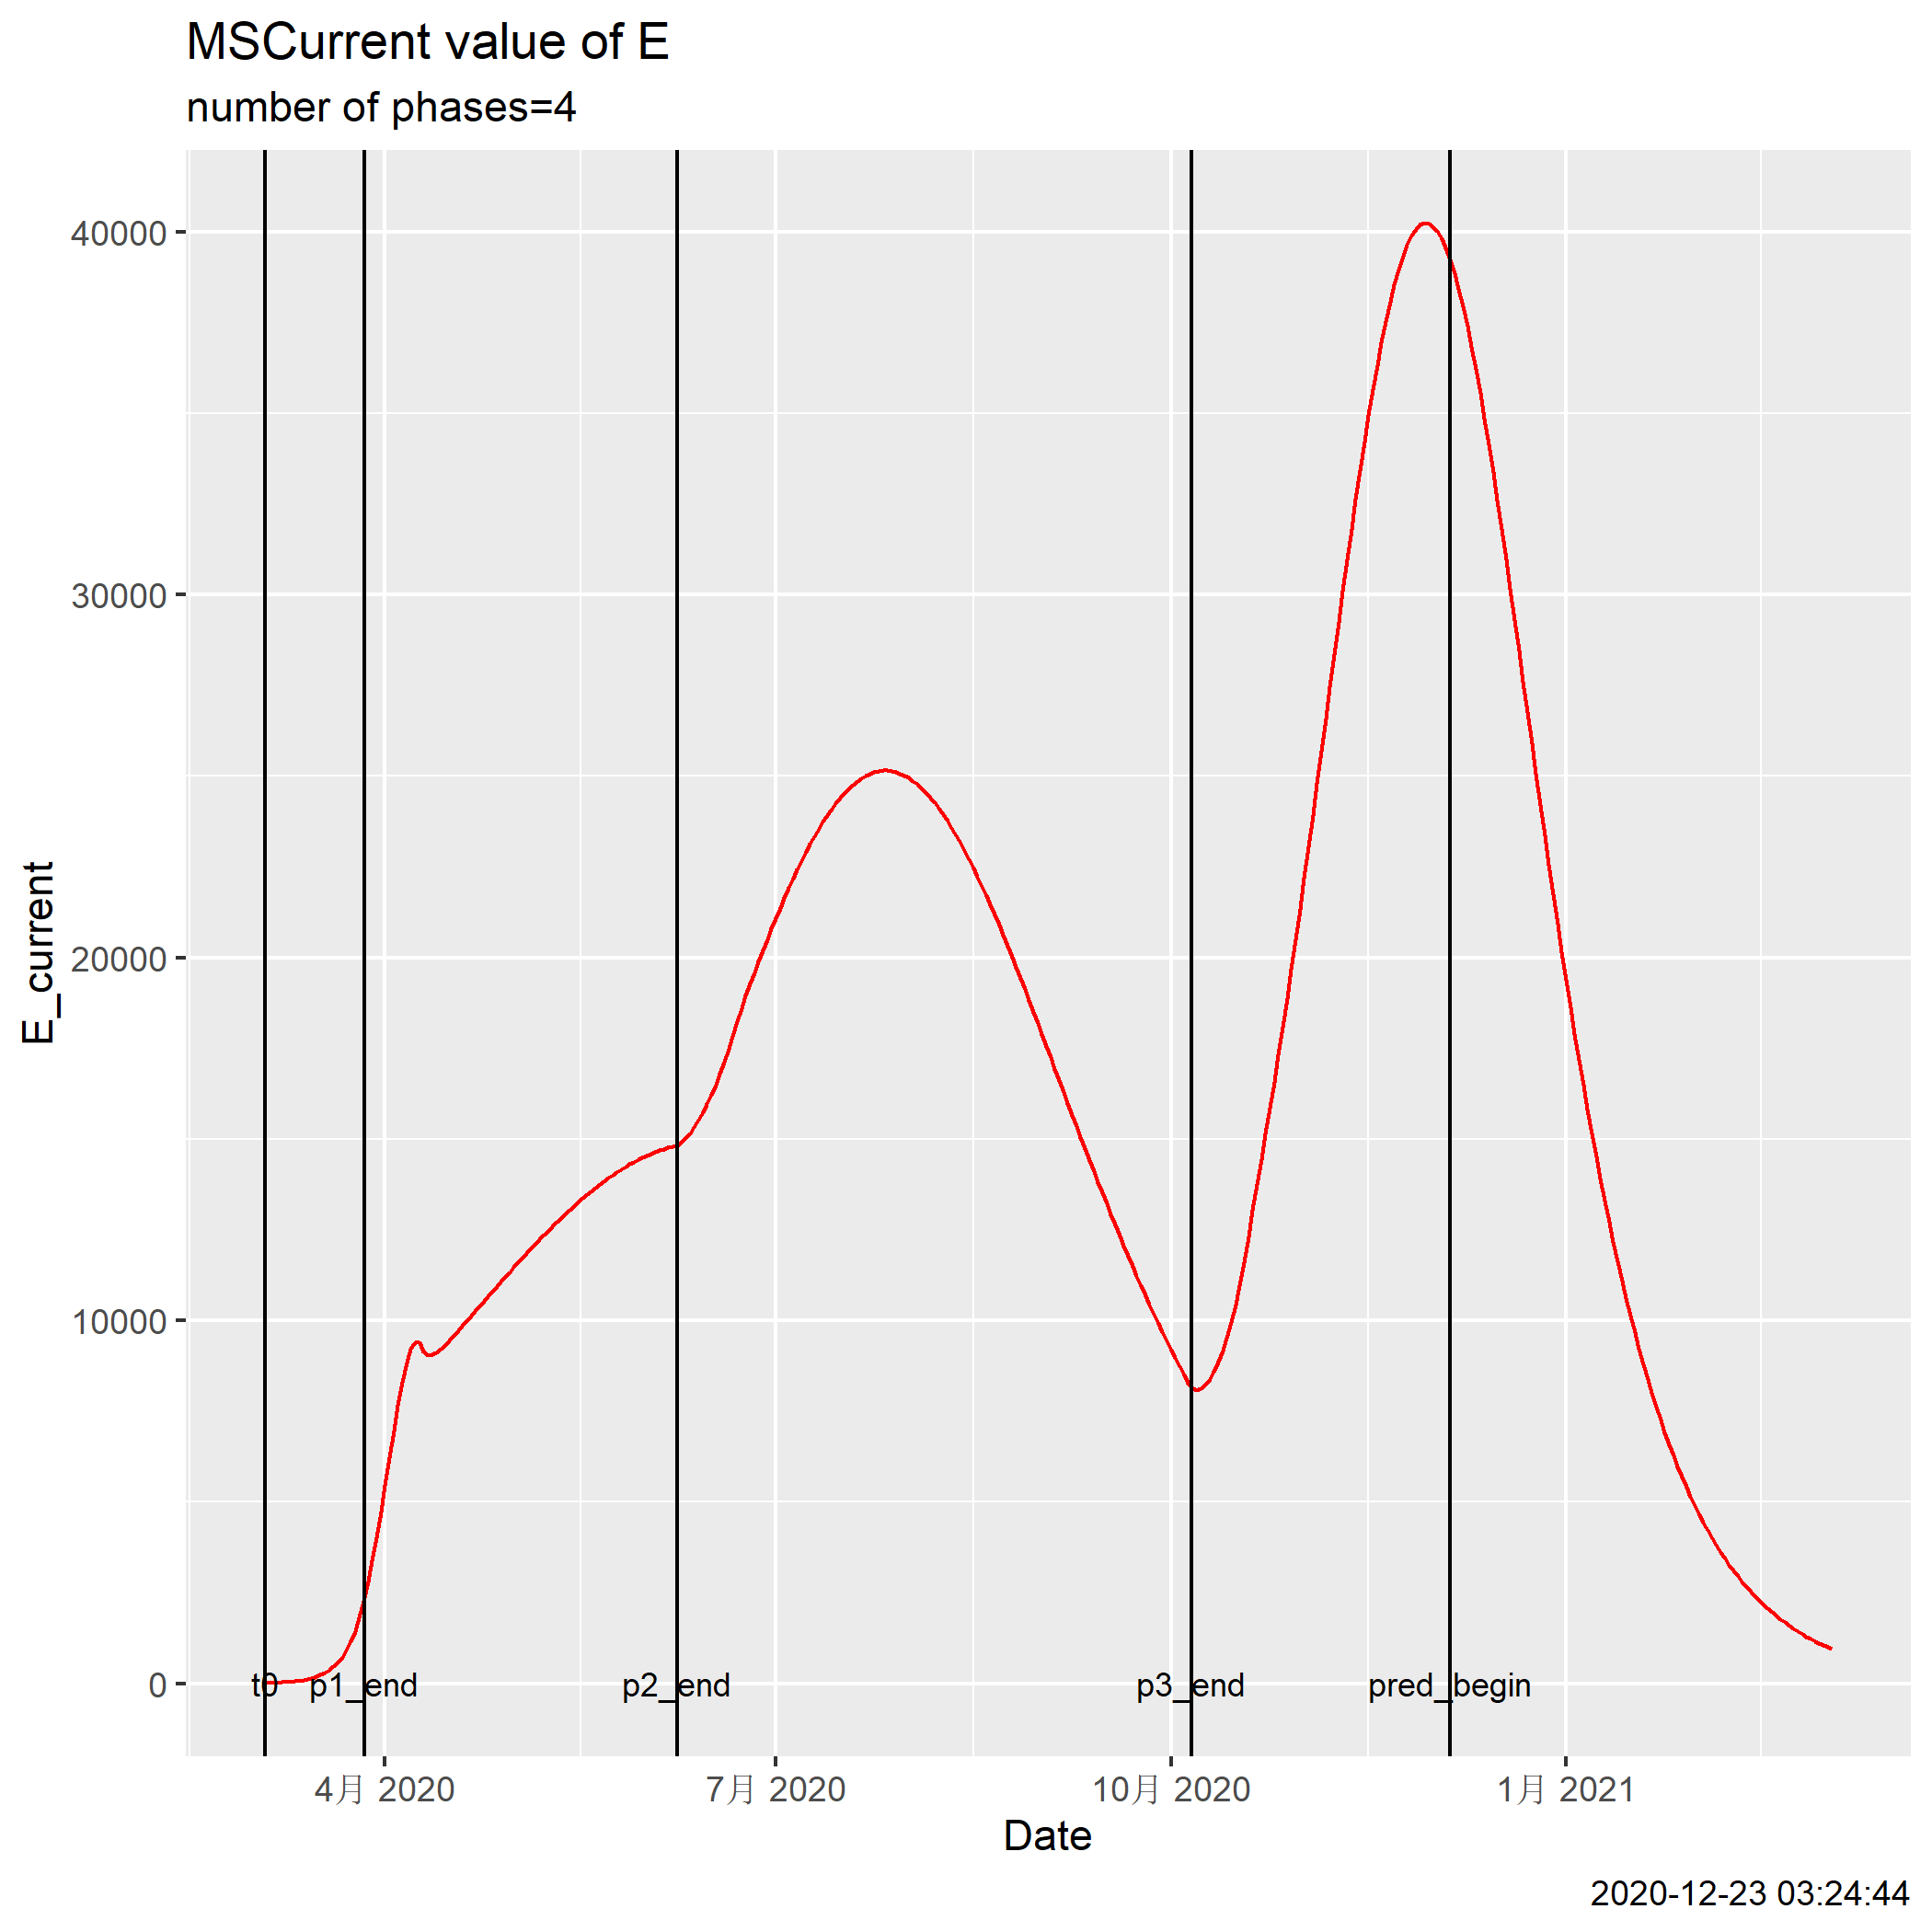 MSCurrent value of E
number of phases=4
E_current
40000
30000
20000
10000
0
t0 p1_end p2_end p3_end pred_begin
4月 2020 7月 2020 10月 2020 1月 2021
Date
2020-12-23 03:24:44